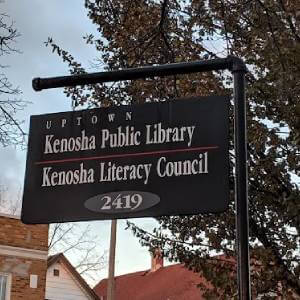 UPTOWN
Kenosha Public Library
Kenosha Literacy Council
2419